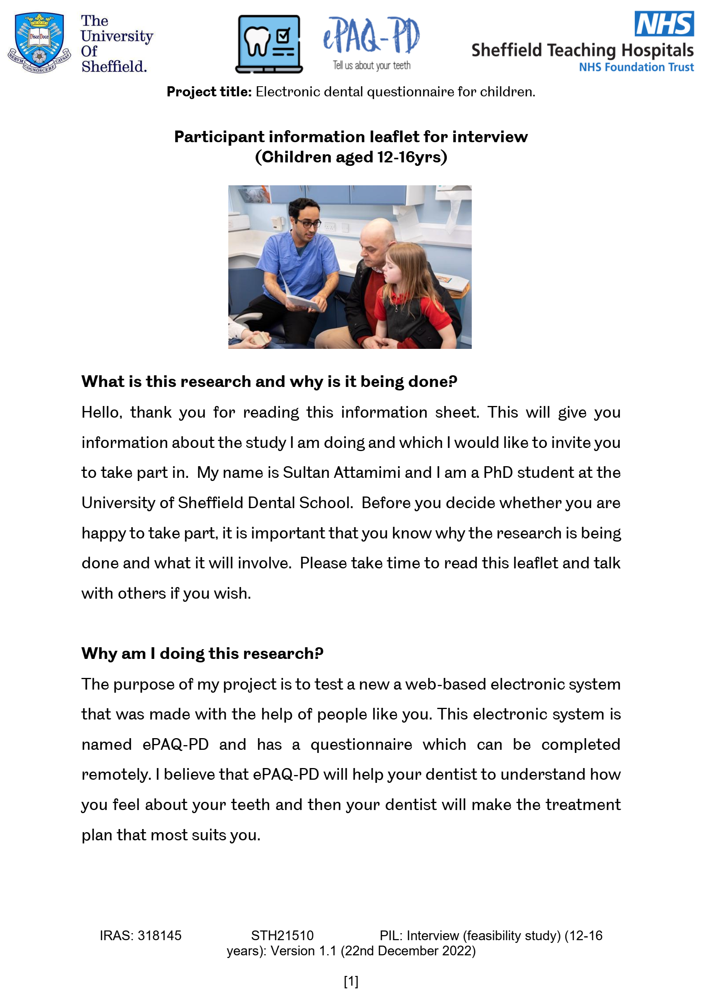 The
University
Of
Sheffield.
Disce Doce
RERVM COGNOSCERE CAVSAS
ePAQ-PD
Tell us about your teeth
NHS
Sheffield Teaching Hospitals
NHS Foundation Trust
Project title: Electronic dental questionnaire for children.
Participant information leaflet for interview
(Children aged 12-16yrs)
What is this research and why is it being done?
Hello, thank you for reading this information sheet. This will give you
information about the study I am doing and which I would like to invite you
to take part in.  My name is Sultan Attamimi and I am a PhD student at the
University of Sheffield Dental School.  Before you decide whether you are
happy to take part, it is important that you know why the research is being
done and what it will involve.  Please take time to read this leaflet and talk
with others if you wish.
Why am I doing this research?
The purpose of my project is to test a new a web-based electronic system
that was made with the help of people like you. This electronic system is
named ePAQ-PD and has a questionnaire which can be completed
remotely. I believe that ePAQ-PD will help your dentist to understand how
you feel about your teeth and then your dentist will make the treatment
plan that most suits you.
IRAS: 318145 STH21510 PIL: Interview (feasibility study) (12-16
years): Version 1.1 (22nd December 2022)
[1]